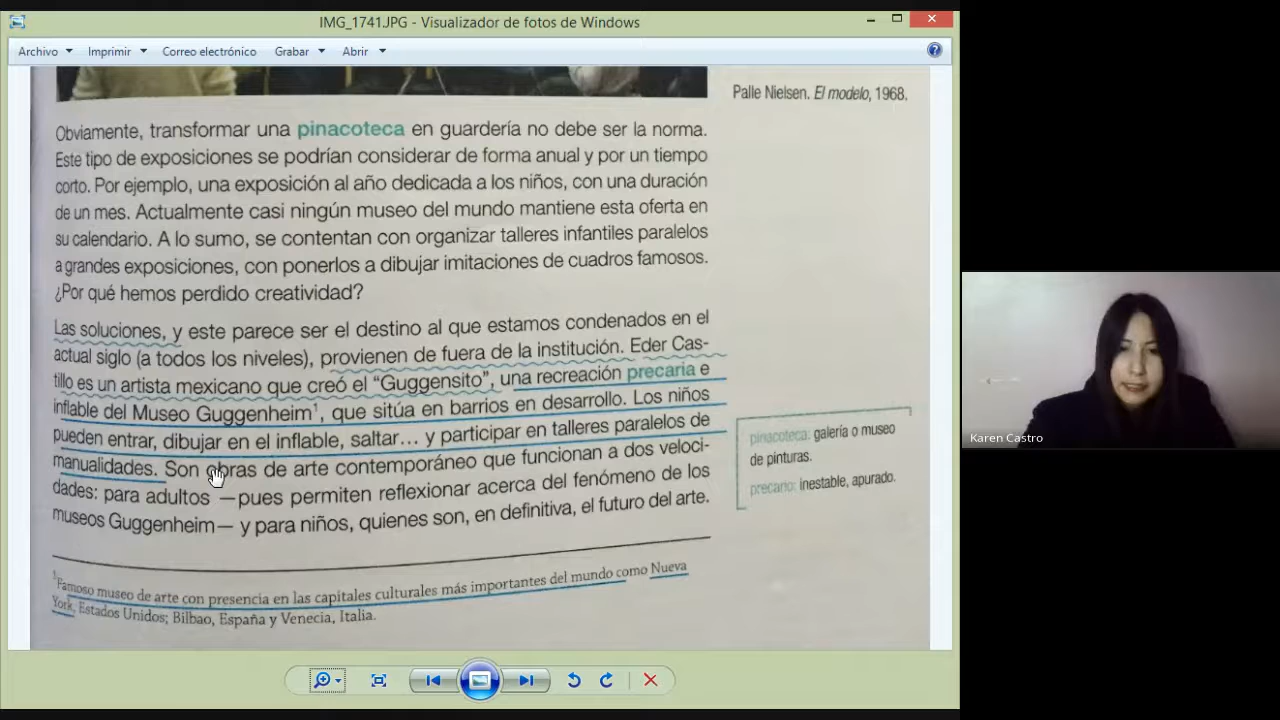 IMG_1741.JPG - Visualizador de fotos de Windows
Archivo Imprimir Correo electrónico Grabar Abrir
Palle Nielsen. El modelo, 1968.
Obviamente, transformar una pinacoteca en guardería no debe ser la norma.
Este tipo de exposiciones se podrían considerar de forma anual y por un tiempo
corto. Por ejemplo, una exposición al año dedicada a los niños, con una duración
de un mes. Actualmente casi ningún museo del mundo mantiene esta oferta en
su calendario. A lo sumo, se contentan con organizar talleres infantiles paralelos
a grandes exposiciones, con ponerlos a dibujar imitaciones de cuadros famosos.
¿Por qué hemos perdido creatividad?
Las soluciones, y este parece ser el destino al que estamos condenados en el
actual siglo (a todos los niveles), provienen de fuera de la institución. Eder Cas-
tillo es un artista mexicano que creó el “Guggensito”, una recreación precaria e
inflable del Museo Guggenheim¹, que sitúa en barrios en desarrollo. Los niños
pueden entrar, dibujar en el inflable, saltar... y participar en talleres paralelos de
manualidades. Son obras de arte contemporáneo que funcionan a dos veloci-
dades: para adultos —pues permiten reflexionar acerca del fenómeno de los
museos Guggenheim— y para niños, quienes son, en definitiva, el futuro del arte.
pinacoteca: galería o museo
de pinturas.
precario: inestable, apurado.
¹Famoso museo de arte con presencia en las capitales culturales más importantes del mundo como Nueva
York, Estados Unidos; Bilbao, España y Venecia, Italia.
Karen Castro